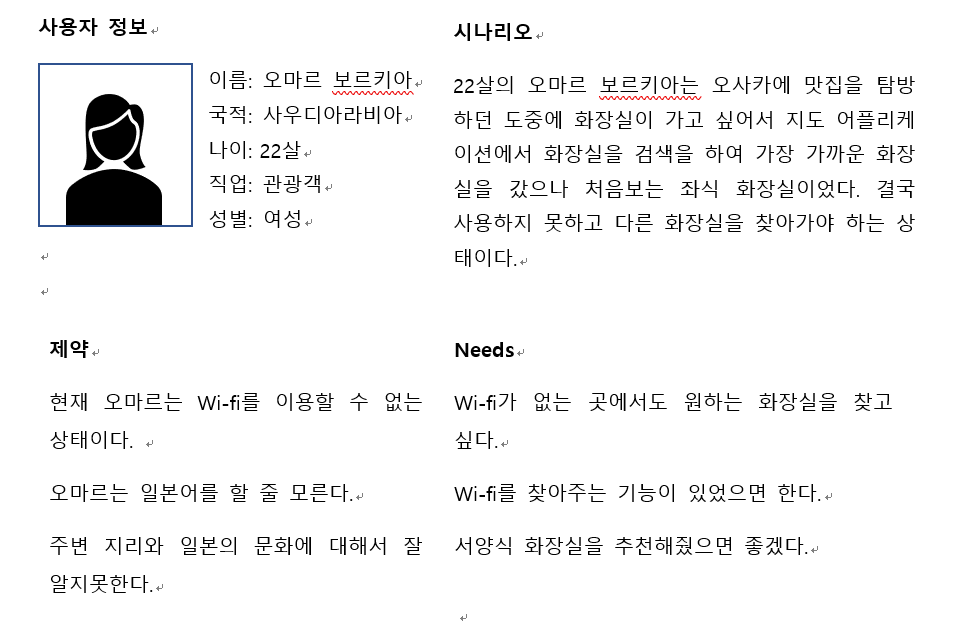 사용자 정보
이름: 오마르 보르키아
국적: 사우디아라비아
나이: 22살
직업: 관광객
성별: 여성
시나리오
22살의 오마르 보르키아는 오사카에 맛집을 탐방
하던 도중에 화장실이 가고 싶어서 지도 어플리케
이션에서 화장실을 검색을 하여 가장 가까운 화장
실을 갔으나 처음보는 좌식 화장실이었다. 결국
사용하지 못하고 다른 화장실을 찾아가야 하는 상
태이다.
제약
현재 오마르는 Wi-fi를 이용할 수 없는
상태이다.
오마르는 일본어를 할 줄 모른다.
주변 지리와 일본의 문화에 대해서 잘
알지못한다.
Needs
Wi-fi가 없는 곳에서도 원하는 화장실을 찾고
싶다.
Wi-fi를 찾아주는 기능이 있었으면 한다.
서양식 화장실을 추천해줬으면 좋겠다.